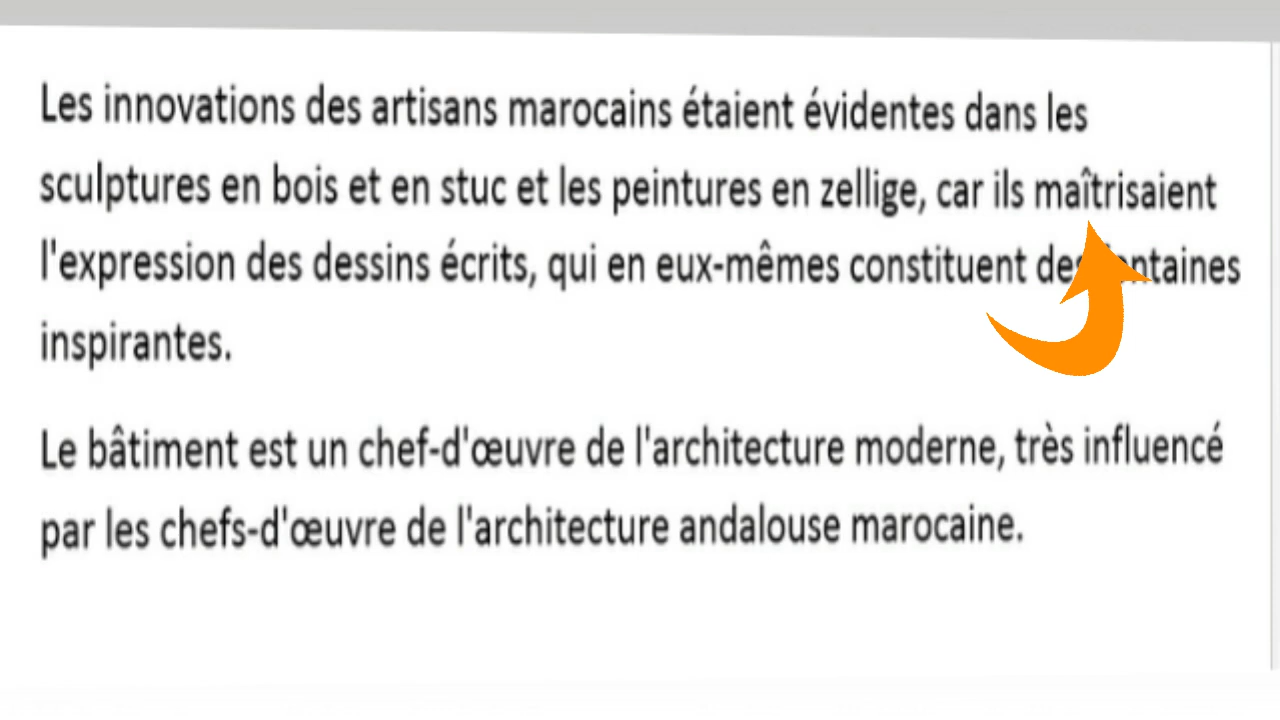 Les innovations des artisans marocains étaient évidentes dans les
sculptures en bois et en stuc et les peintures en zellige, car ils maîtrisaient
l'expression des dessins écrits, qui en eux-mêmes constituent
inspirantes.
Le bâtiment est un chef-d'œuvre de l'architecture moderne, très influencé
par les chefs-d'œuvre de l'architecture andalouse marocaine.